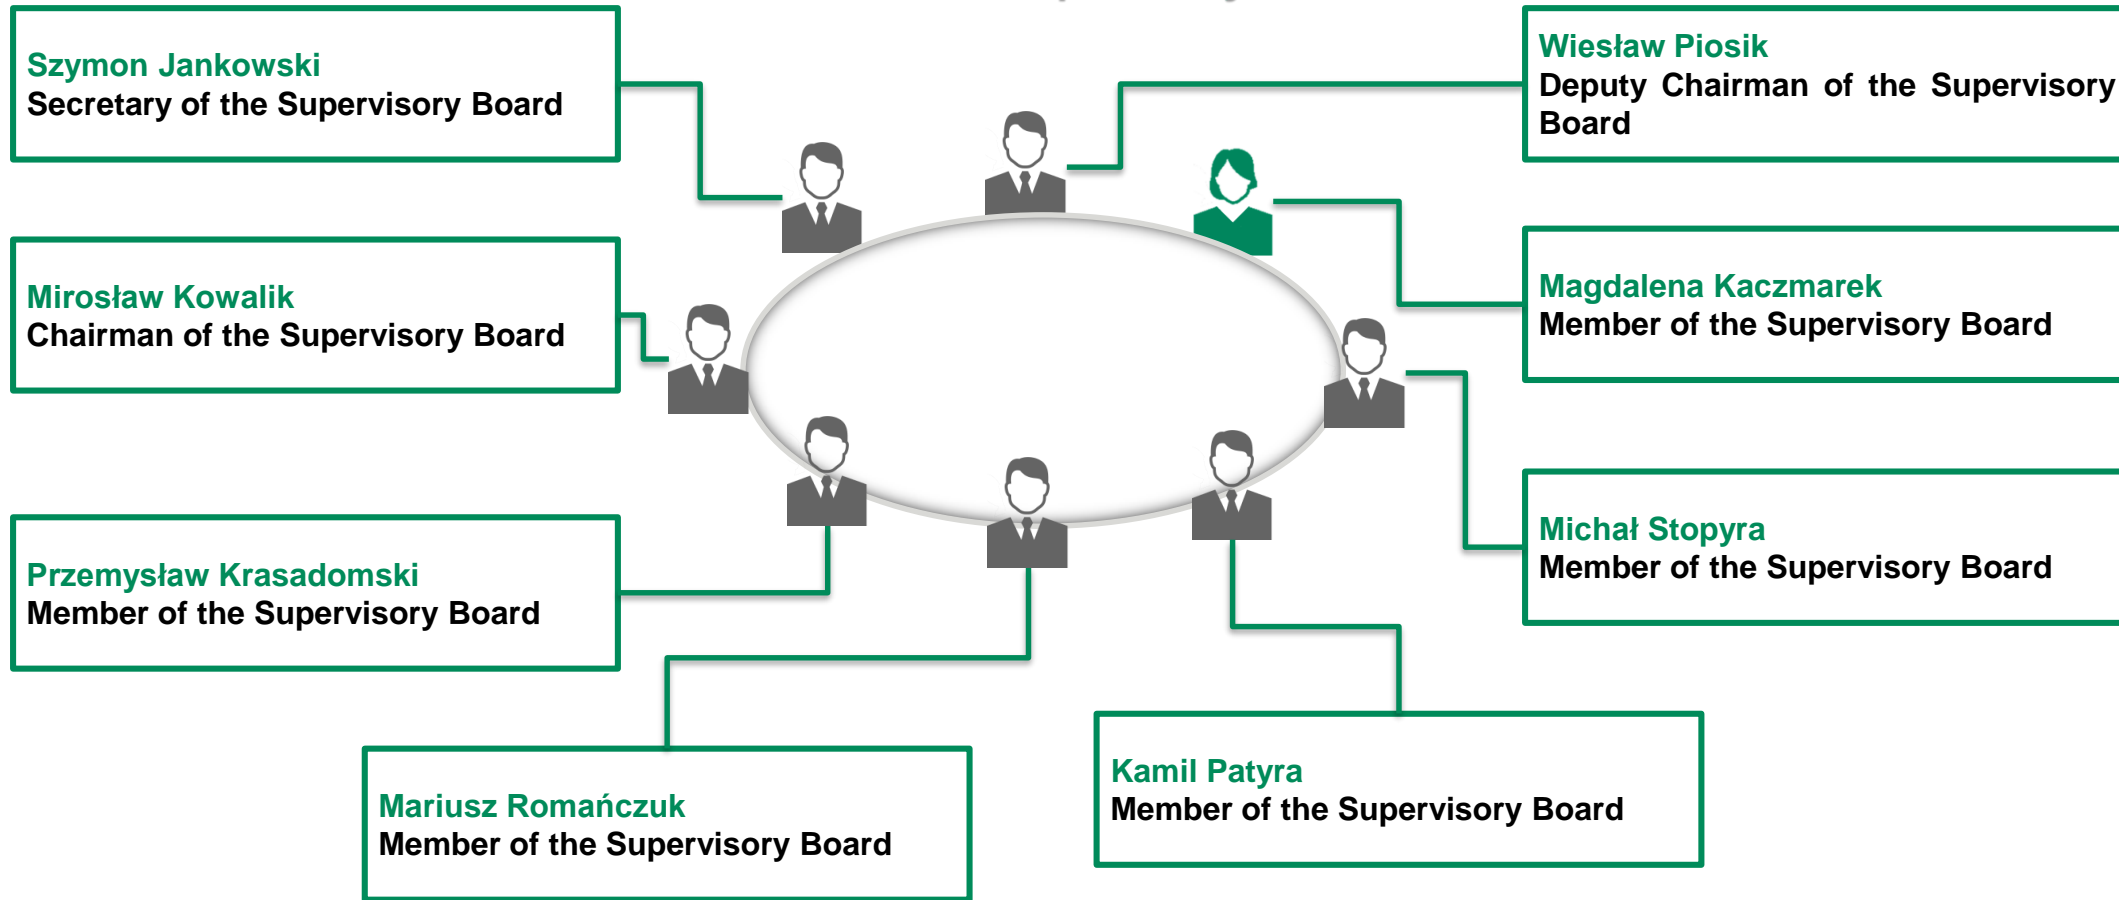 Szymon Jankowski
Secretary of the Supervisory Board
Wiesław Piosik
Deputy Chairman of the Supervisory
Board
Mirosław Kowalik
Chairman of the Supervisory Board
Magdalena Kaczmarek
Member of the Supervisory Board
Michał Stopyra
Member of the Supervisory Board
Przemysław Krasadomski
Member of the Supervisory Board
Mariusz Romańczuk
Member of the Supervisory Board
Kamil Patyra
Member of the Supervisory Board